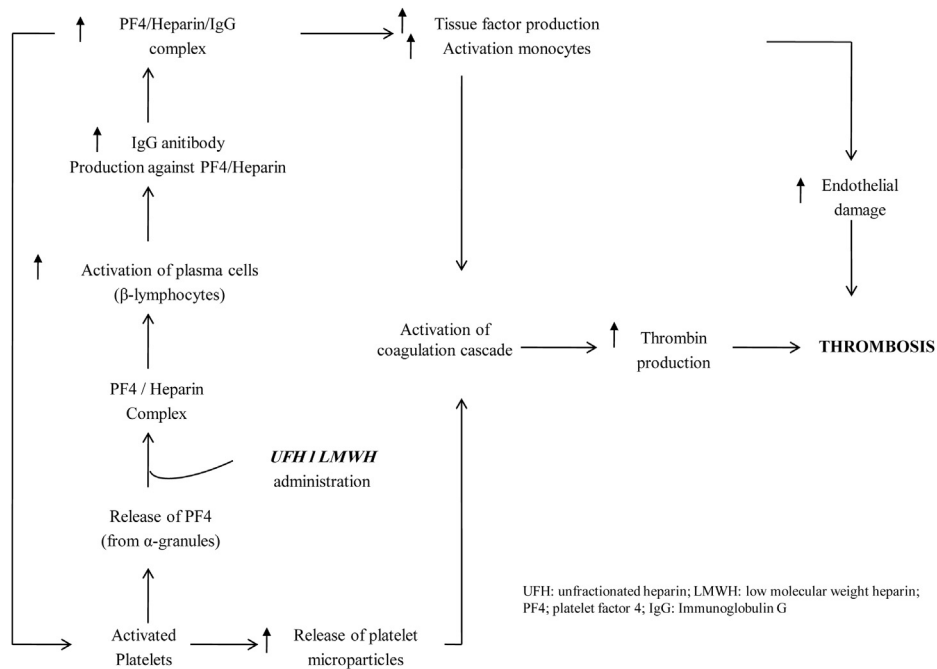 PF4/Heparin/IgG
complex
Tissue factor production
Activation monocytes
IgG anitibody
Production against PF4/Heparin
Endothelial
damage
Activation of plasma cells
(β-lymphocytes)
Activation of
coagulation cascade
Thrombin
production
THROMBOSIS
PF4 / Heparin
Complex
UFH / LMWH
administration
Release of PF4
(from α-granules)
UFH: unfractionated heparin; LMWH: low molecular weight heparin;
PF4; platelet factor 4; IgG: Immunoglobulin G
Activated
Platelets
Release of platelet
microparticles